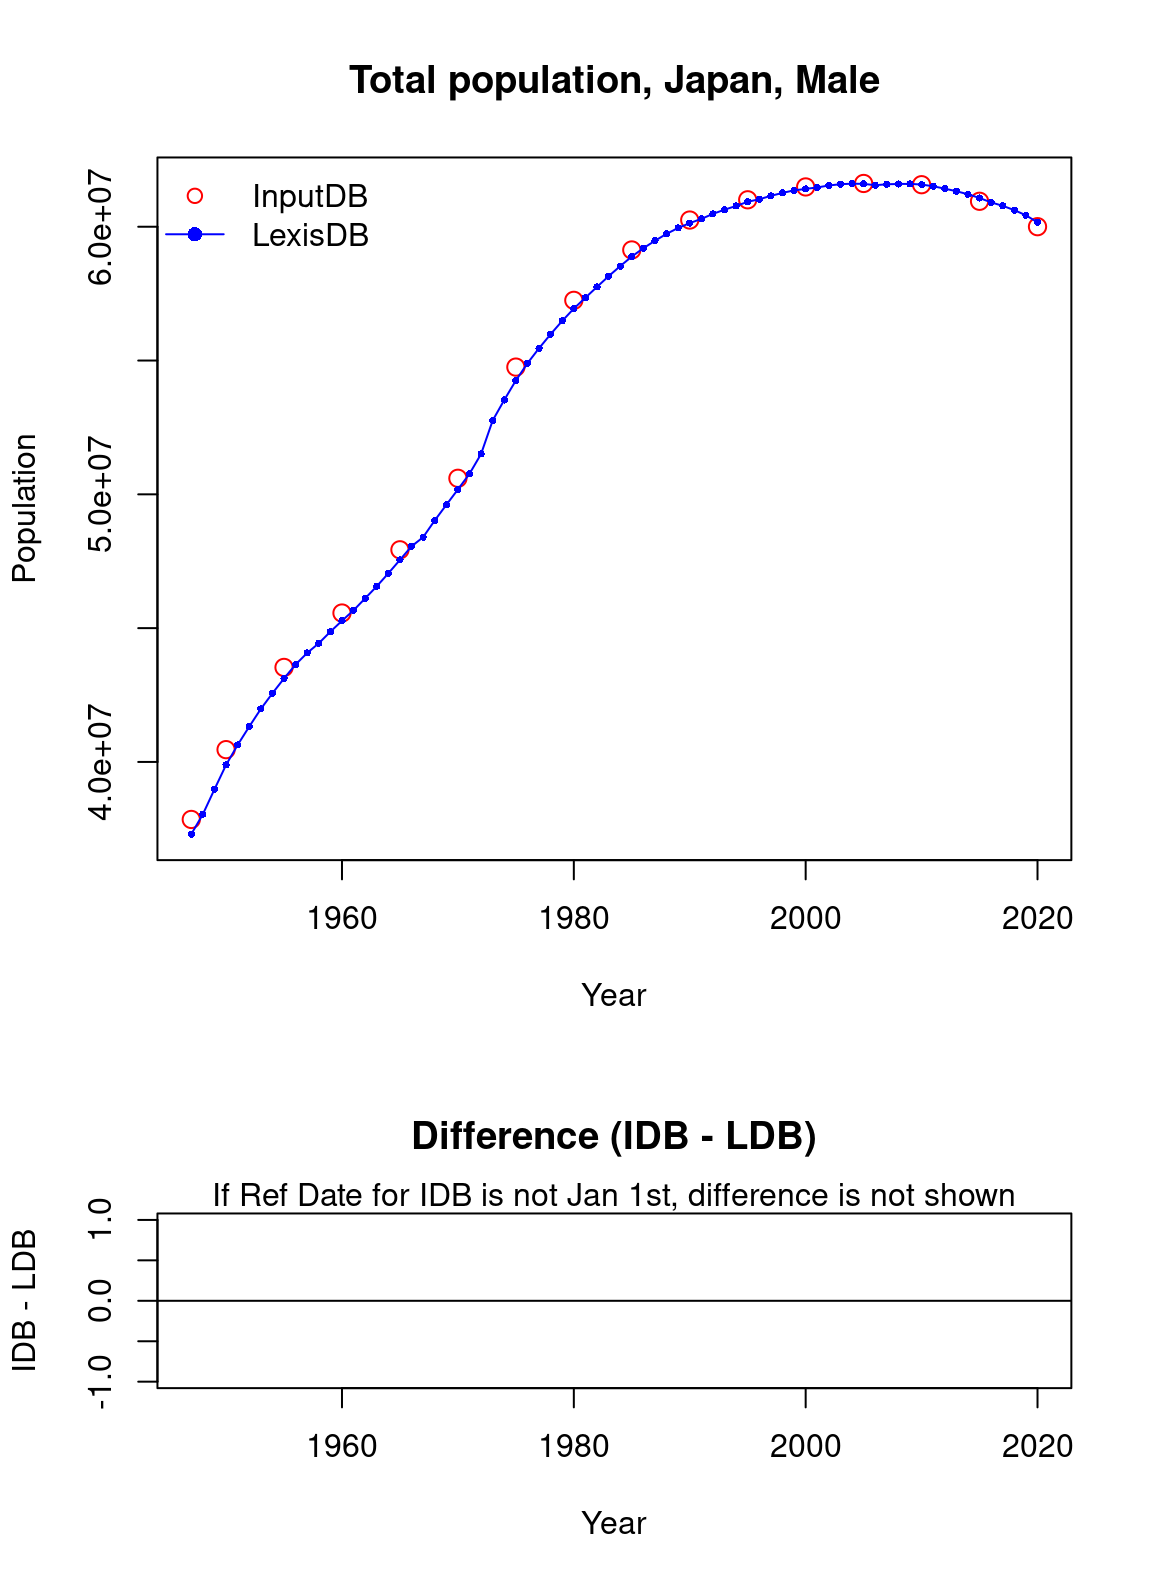 Total population, Japan, Male
InputDB
LexisDB
6.0e+07
5.0e+07
4.0e+07
Population
1960 1980 2000 2020
Year
Difference (IDB - LDB)
If Ref Date for IDB is not Jan 1st, difference is not shown
1.0
0.0
-1.0
IDB - LDB
1960 1980 2000 2020
Year